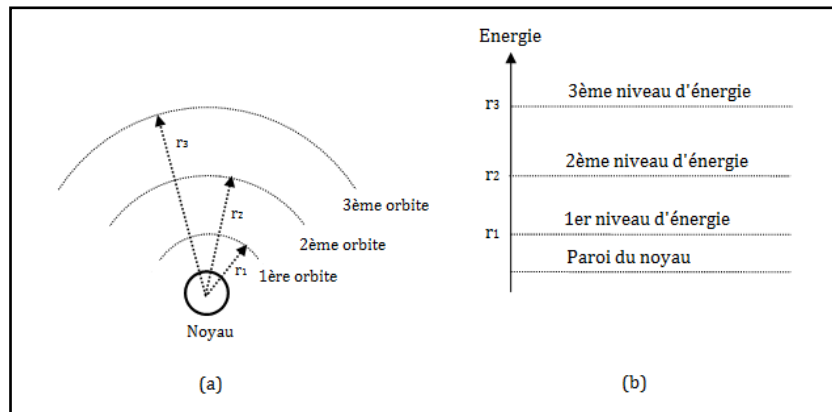 r₃
r₂
r₁
3ème orbite
2ème orbite
1ère orbite
Noyau
(a)
Energie
r₃
3ème niveau d'énergie
r₂
2ème niveau d'énergie
r₁
1er niveau d'énergie
Paroi du noyau
(b)